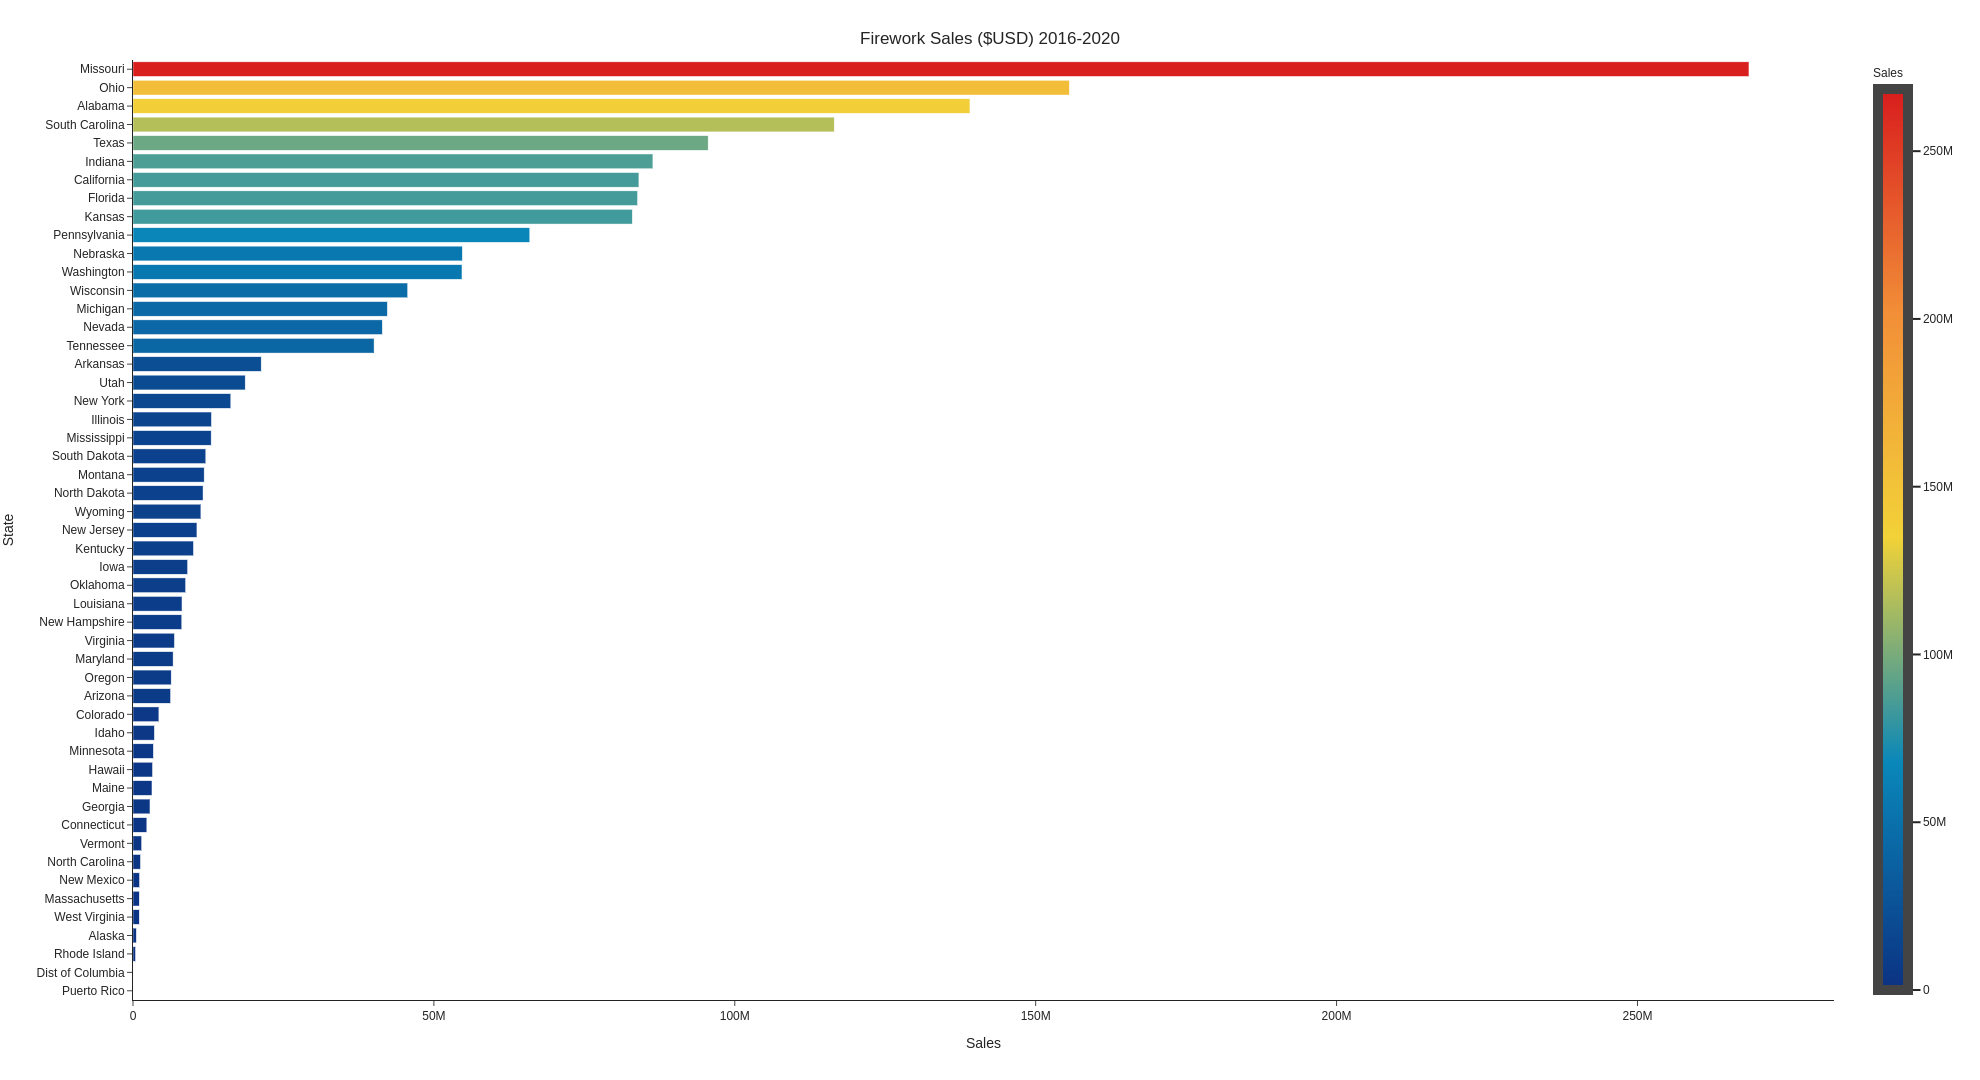 Firework Sales ($USD) 2016-2020
Missouri
Ohio
Alabama
South Carolina
Texas
Indiana
California
Florida
Kansas
Pennsylvania
Nebraska
Washington
Wisconsin
Michigan
Nevada
Tennessee
Arkansas
Utah
New York
Illinois
Mississippi
South Dakota
Montana
North Dakota
Wyoming
New Jersey
Kentucky
Iowa
Oklahoma
Louisiana
New Hampshire
Virginia
Maryland
Oregon
Arizona
Colorado
Idaho
Minnesota
Hawaii
Maine
Georgia
Connecticut
Vermont
North Carolina
New Mexico
Massachusetts
West Virginia
Alaska
Rhode Island
Dist of Columbia
Puerto Rico
State
0 50M 100M 150M 200M 250M
Sales
Sales
250M
200M
150M
100M
50M
0